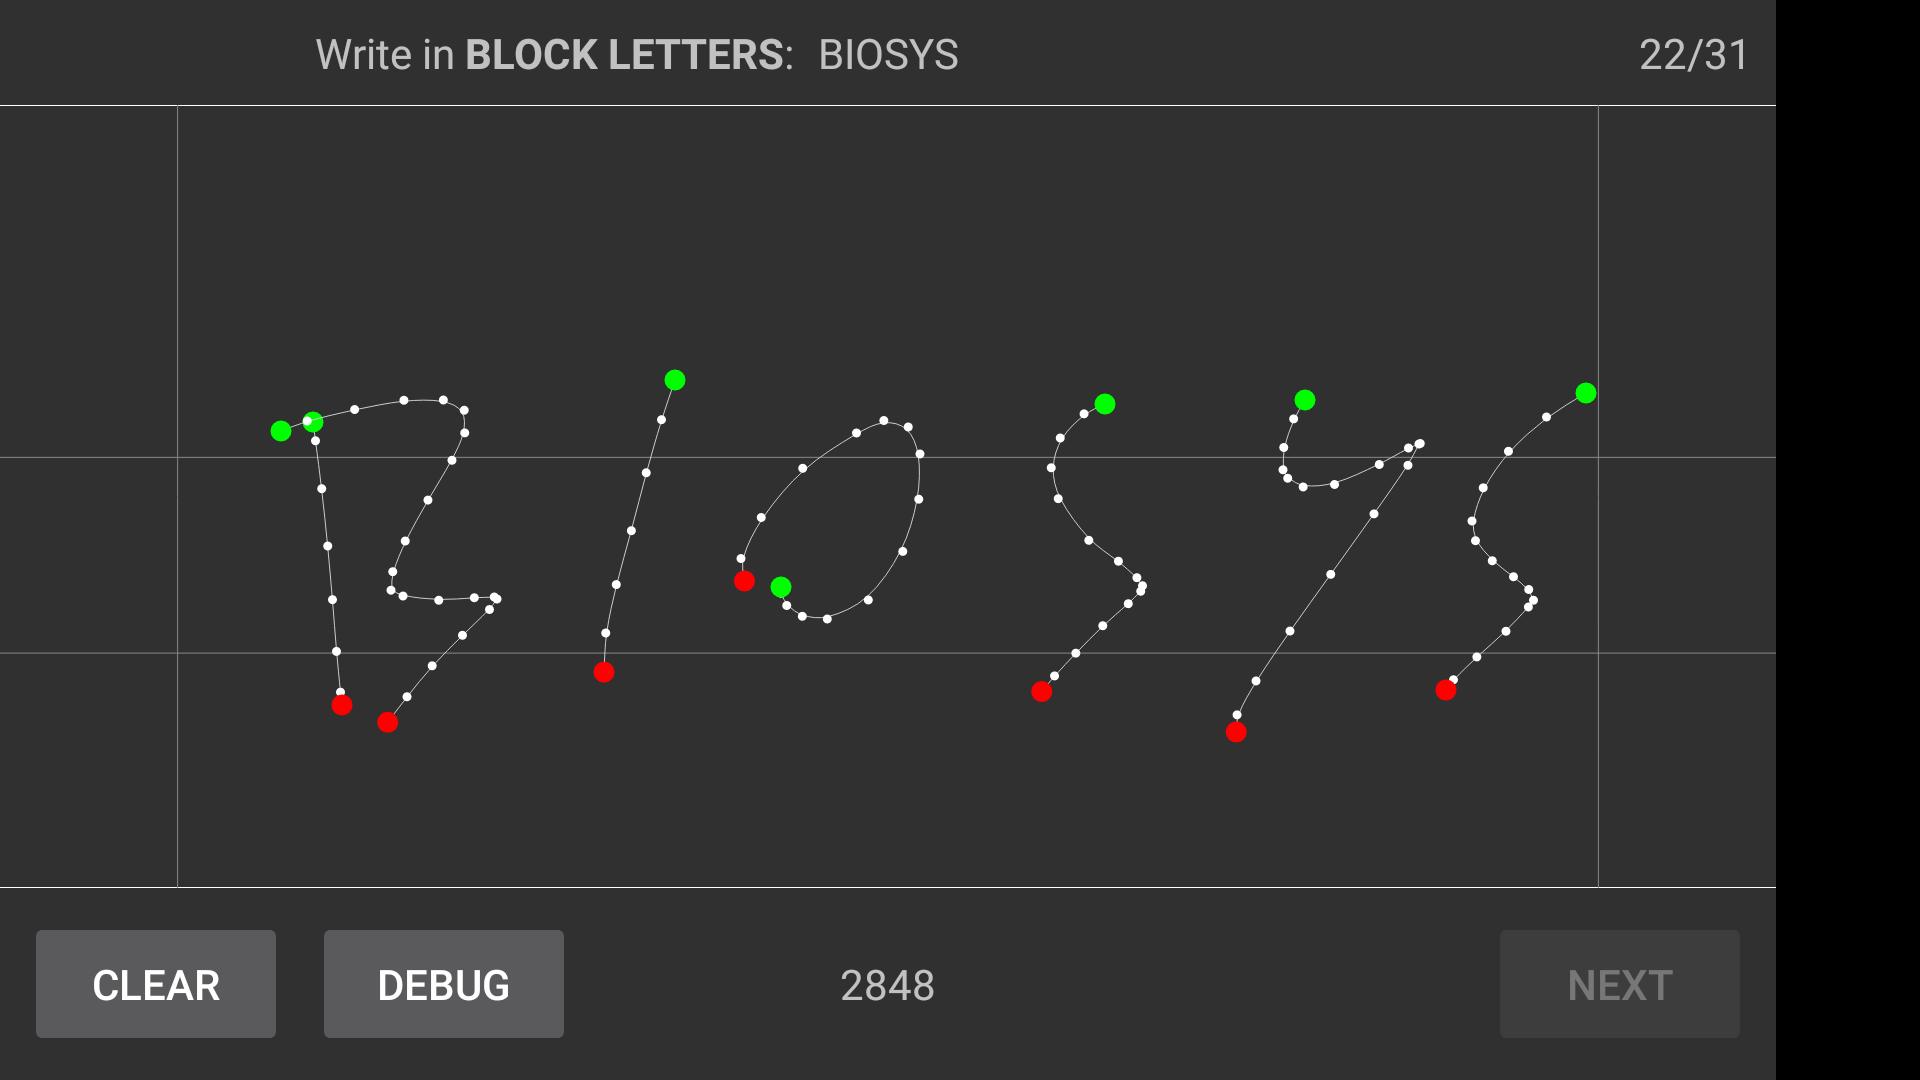 Write in BLOCK LETTERS: BIOSYS 22/31
BIOSYS
CLEAR DEBUG 2848 NEXT